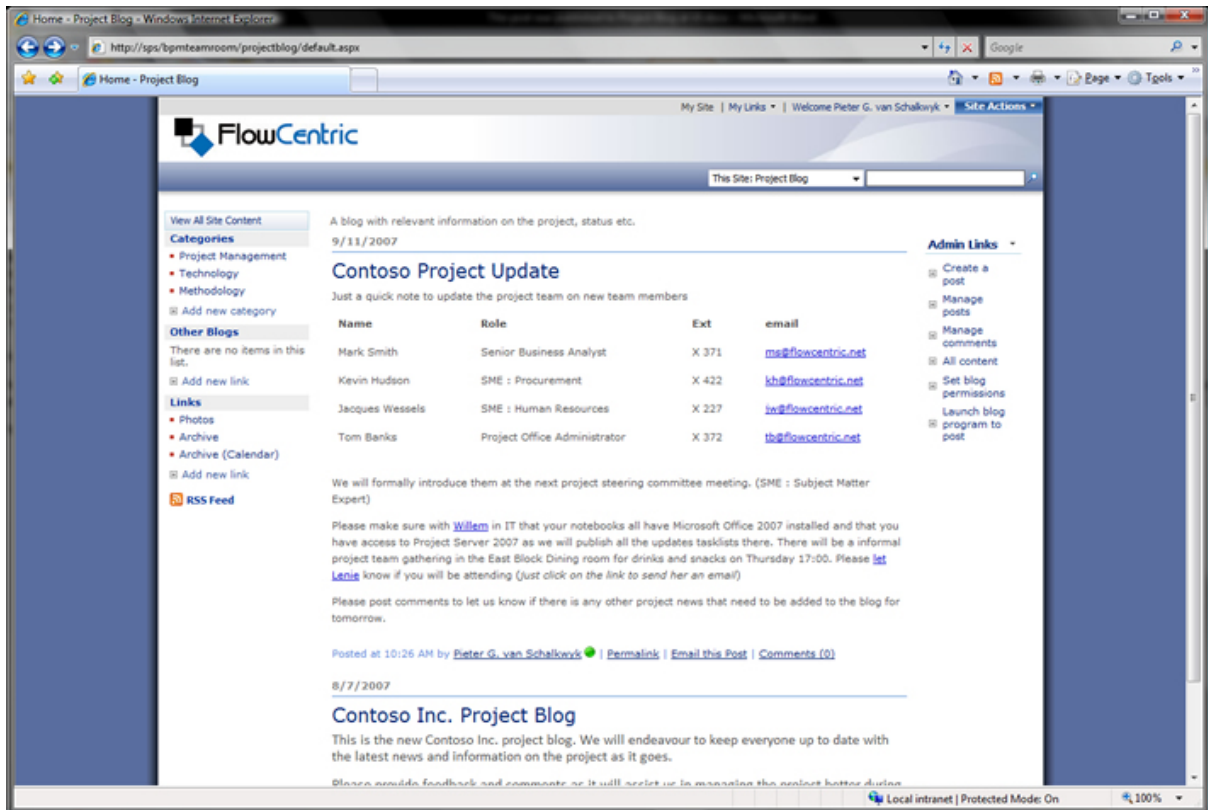 Home - Project Blog - Windows Internet Explorer
http://sps/bpmteamroom/projectblog/default.aspx
Google
Home - Project Blog
Page
Tools
My Site | My Links | Welcome Pieter G. van Schalkwyk
Site Actions
FlowCentric
This Site: Project Blog
View All Site Content
Categories
Project Management
Technology
Methodology
Add new category
Other Blogs
There are no items in this
list.
Add new link
Links
Photos
Archive
Archive (Calendar)
Add new link
RSS Feed
A blog with relevant information on the project, status etc.
9/11/2007
Contoso Project Update
Just a quick note to update the project team on new team members
Name Role Ext email
Mark Smith Senior Business Analyst X 371 ms@flowcentric.net
Kevin Hudson SME : Procurement X 422 kh@flowcentric.net
Jacques Wessels SME : Human Resources X 227 jw@flowcentric.net
Tom Banks Project Office Administrator X 372 tb@flowcentric.net
We will formally introduce them at the next project steering committee meeting. (SME : Subject Matter
Expert)
Please make sure with Willem in IT that your notebooks all have Microsoft Office 2007 installed and that you
have access to Project Server 2007 as we will publish all the updates tasklists there. There will be a informal
project team gathering in the East Block Dining room for drinks and snacks on Thursday 17:00. Please let
Lenie know if you will be attending (just click on the link to send her an email)
Please post comments to let us know if there is any other project news that need to be added to the blog for
tomorrow.
Posted at 10:26 AM by Pieter G. van Schalkwyk | Permalink | Email this Post | Comments (0)
8/7/2007
Contoso Inc. Project Blog
This is the new Contoso Inc. project blog. We will endeavour to keep everyone up to date with
the latest news and information on the project as it goes.
Please provide feedback and comments as it will assist us in managing the project better during
Admin Links
Create a
post
Manage
posts
Manage
comments
All content
Set blog
permissions
Launch blog
program to
post
Local intranet | Protected Mode: On
100%